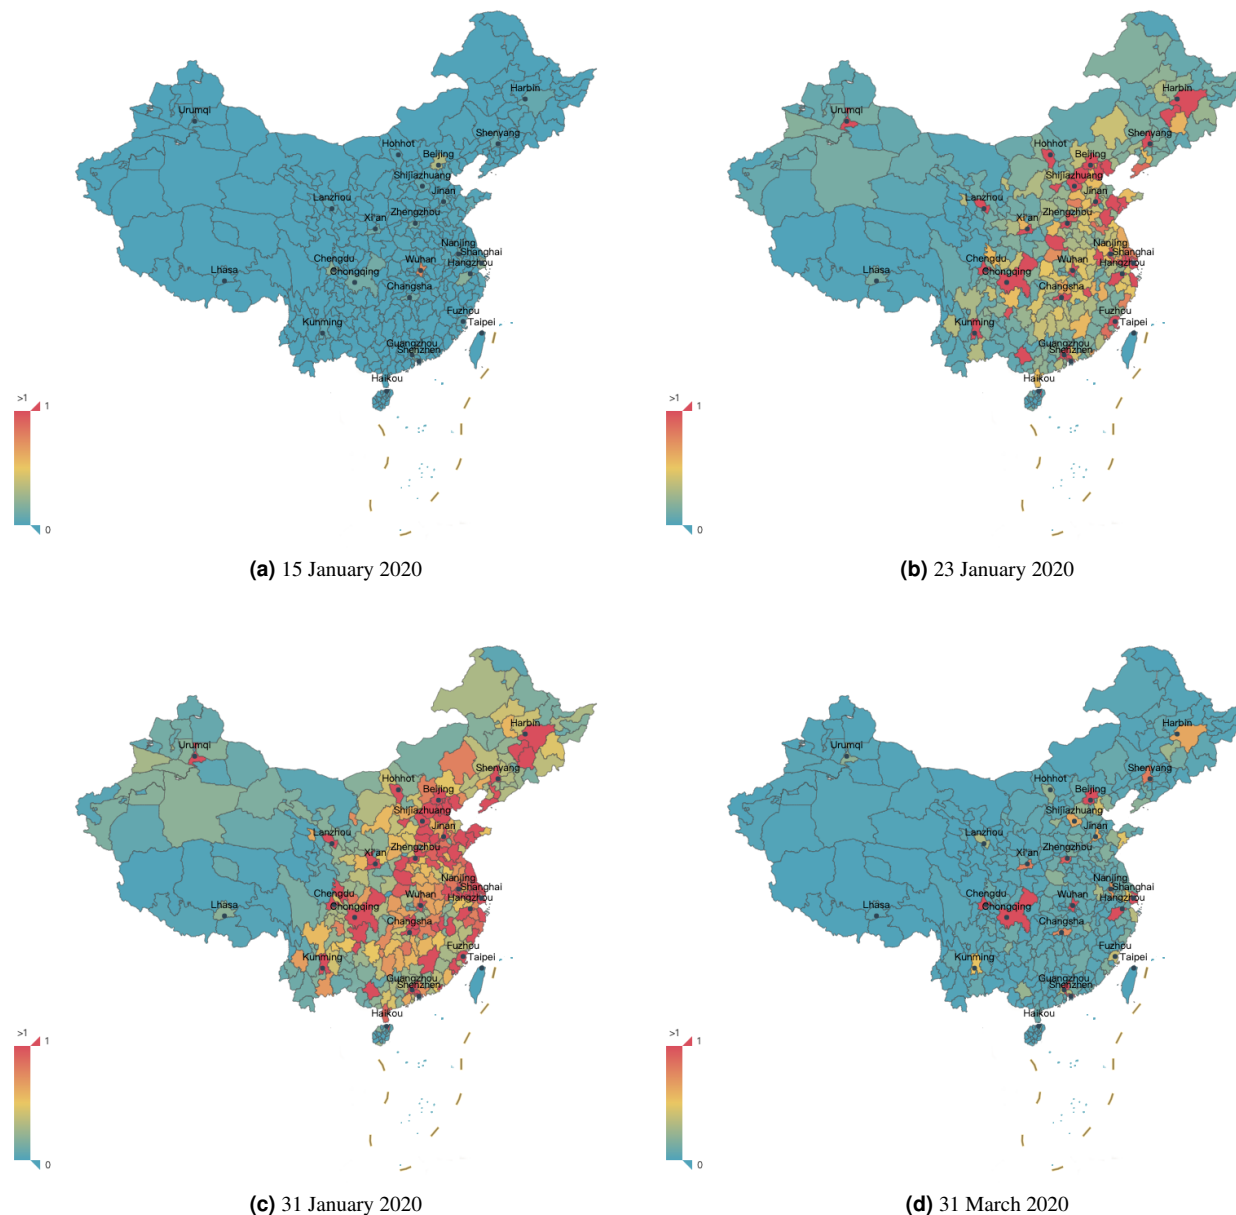 Harbin
Urumqi
Shenyang
Hohhot
Beijing
Shijiazhuang
Jinan
Lanzhou
Zhengzhou
Xi'an
Nanjing
Shanghai
Chengdu
Wuhan
Hangzhou
Chongqing
Lhasa
Changsha
Fuzhou
Taipei
Kunming
Guangzhou
Shenzhen
Haikou
>1
1
0
(a) 15 January 2020
Harbin
Urumqi
Shenyang
Hohhot
Beijing
Shijiazhuang
Jinan
Lanzhou
Zhengzhou
Xi'an
Nanjing
Shanghai
Chengdu
Wuhan
Hangzhou
Chongqing
Lhasa
Changsha
Fuzhou
Taipei
Kunming
Guangzhou
Shenzhen
Haikou
>1
1
0
(b) 23 January 2020
Harbin
Urumqi
Shenyang
Hohhot
Beijing
Shijiazhuang
Jinan
Lanzhou
Zhengzhou
Xi'an
Nanjing
Shanghai
Chengdu
Wuhan
Hangzhou
Chongqing
Lhasa
Changsha
Fuzhou
Taipei
Kunming
Guangzhou
Shenzhen
Haikou
>1
1
0
(c) 31 January 2020
Harbin
Urumqi
Shenyang
Hohhot
Beijing
Shijiazhuang
Jinan
Lanzhou
Zhengzhou
Xi'an
Nanjing
Shanghai
Chengdu
Wuhan
Hangzhou
Chongqing
Lhasa
Changsha
Fuzhou
Taipei
Kunming
Guangzhou
Shenzhen
Haikou
>1
1
0
(d) 31 March 2020